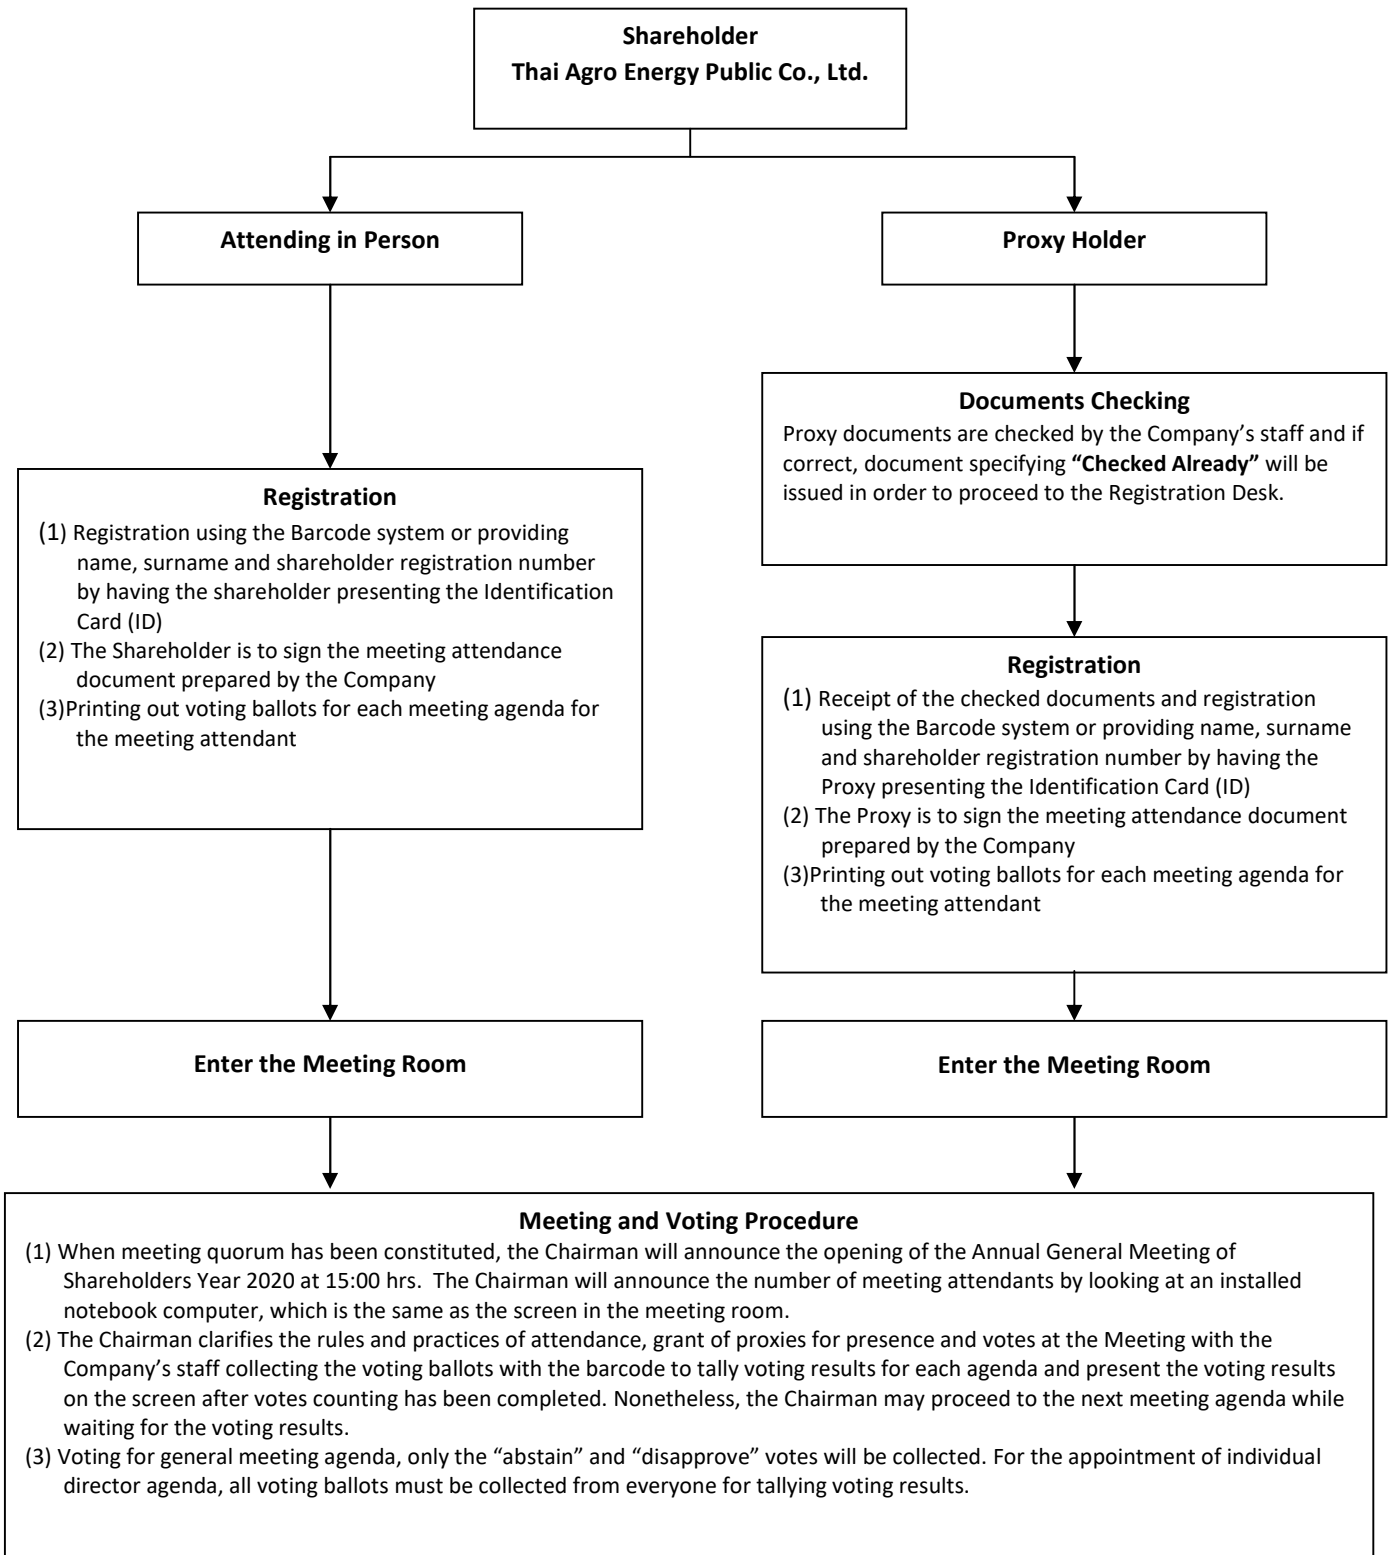 Shareholder
Thai Agro Energy Public Co., Ltd.
Attending in Person
Proxy Holder
Documents Checking
Proxy documents are checked by the Company’s staff and if
correct, document specifying “Checked Already” will be
issued in order to proceed to the Registration Desk.
Registration
(1) Registration using the Barcode system or providing
name, surname and shareholder registration number
by having the shareholder presenting the Identification
Card (ID)
(2) The Shareholder is to sign the meeting attendance
document prepared by the Company
(3)Printing out voting ballots for each meeting agenda for
the meeting attendant
Registration
(1) Receipt of the checked documents and registration
using the Barcode system or providing name, surname
and shareholder registration number by having the
Proxy presenting the Identification Card (ID)
(2) The Proxy is to sign the meeting attendance document
prepared by the Company
(3)Printing out voting ballots for each meeting agenda for
the meeting attendant
Enter the Meeting Room
Enter the Meeting Room
Meeting and Voting Procedure
(1) When meeting quorum has been constituted, the Chairman will announce the opening of the Annual General Meeting of
Shareholders Year 2020 at 15:00 hrs.  The Chairman will announce the number of meeting attendants by looking at an installed
notebook computer, which is the same as the screen in the meeting room.
(2) The Chairman clarifies the rules and practices of attendance, grant of proxies for presence and votes at the Meeting with the
Company’s staff collecting the voting ballots with the barcode to tally voting results for each agenda and present the voting results
on the screen after votes counting has been completed. Nonetheless, the Chairman may proceed to the next meeting agenda while
waiting for the voting results.
(3) Voting for general meeting agenda, only the “abstain” and “disapprove” votes will be collected. For the appointment of individual
director agenda, all voting ballots must be collected from everyone for tallying voting results.